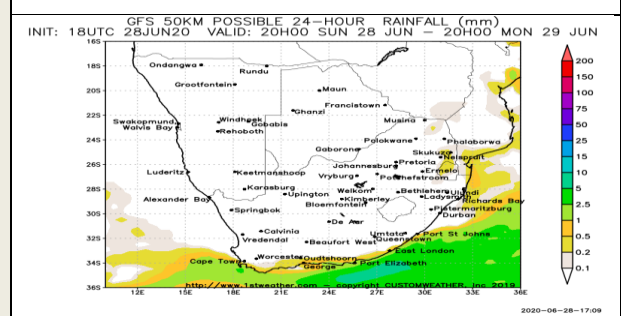 GFS 50KM POSSIBLE 24-HOUR RAINFALL (mm)
INIT: 18UTC 28JUN20 VALID: 20H00 SUN 28 JUN - 20H00 MON 29 JUN
16S
18S
20S
22S
24S
26S
28S
30S
32S
34S
36S
Ondangwa
Rundu
Grootfontein
Maun
Ghanzi
Francistown
Windhoek
Gobabis
Swakopmund
Walvis Bay
Rehoboth
Musina
Polokwane
Phalaborwa
Gaborone
Skukuza
Nelspruit
Johannesburg
Pretoria
Luderitz
Keetmanshoop
Vryburg
Potchefstroom
Ermelo
Karasburg
Upington
Welkom
Bethlehem
Ulundi
Alexander Bay
Kimberley
Ladysmith
Richards Bay
Springbok
Bloemfontein
Pietermaritzburg
Durban
De Aar
Calvinia
Vredendal
Umtata
Port St Johns
Beaufort West
Queenstown
East London
Cape Town
Worcester
Oudtshoorn
George
Port Elizabeth
http://www.1stweather.com - copyright CUSTOMWEATHER, Inc 2019
12E 15E 18E 21E 24E 27E 30E 33E 36E
200
150
100
75
50
25
15
10
5
2.5
1
0.5
0.2
0.1
2020-06-28-17:09